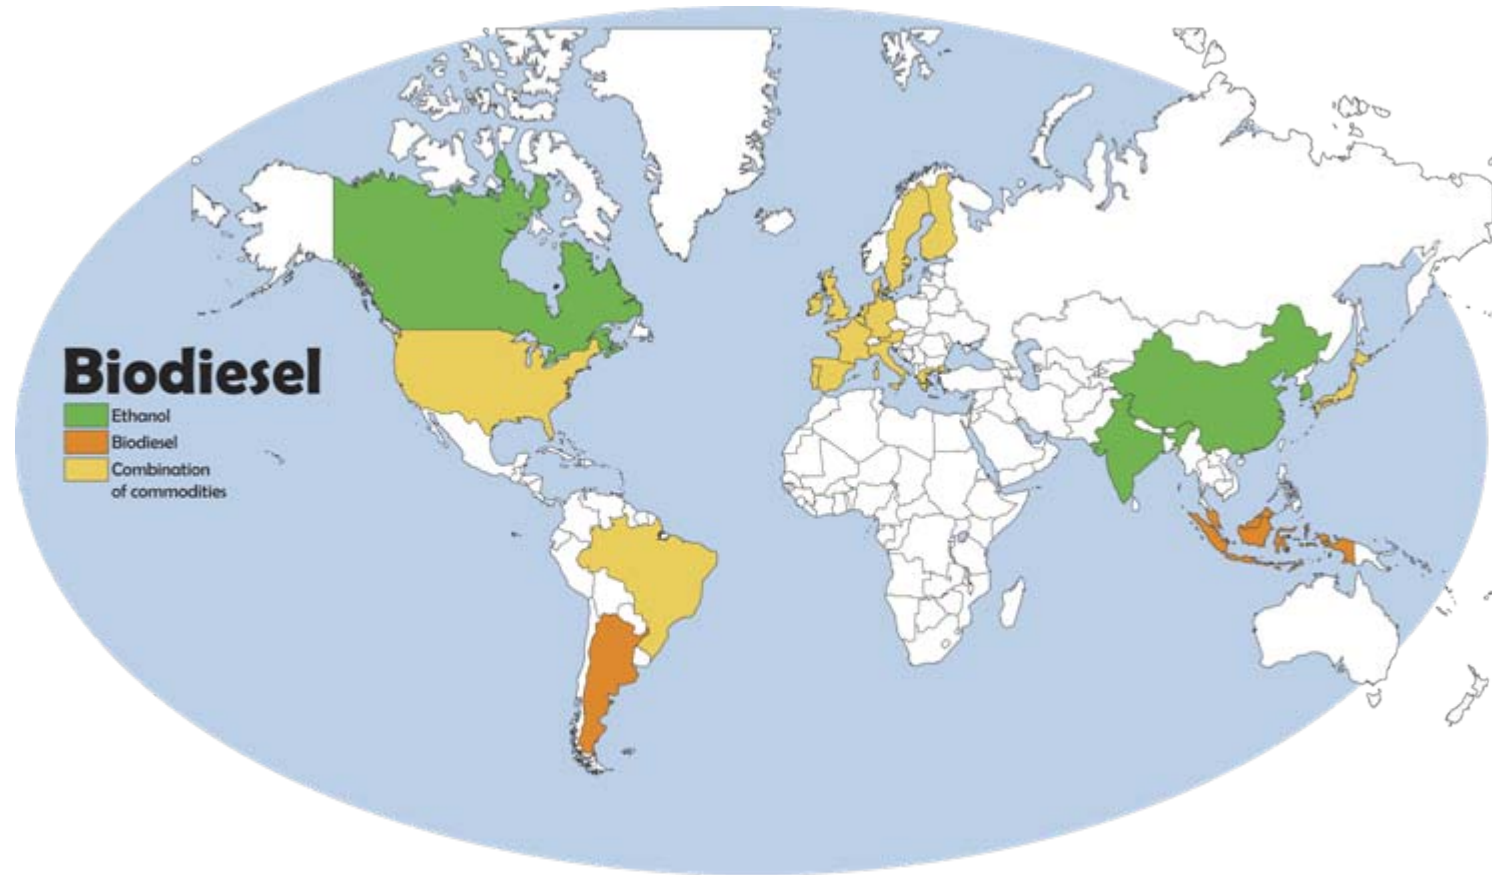 Biodiesel
Ethanol
Biodiesel
Combination
of commodities